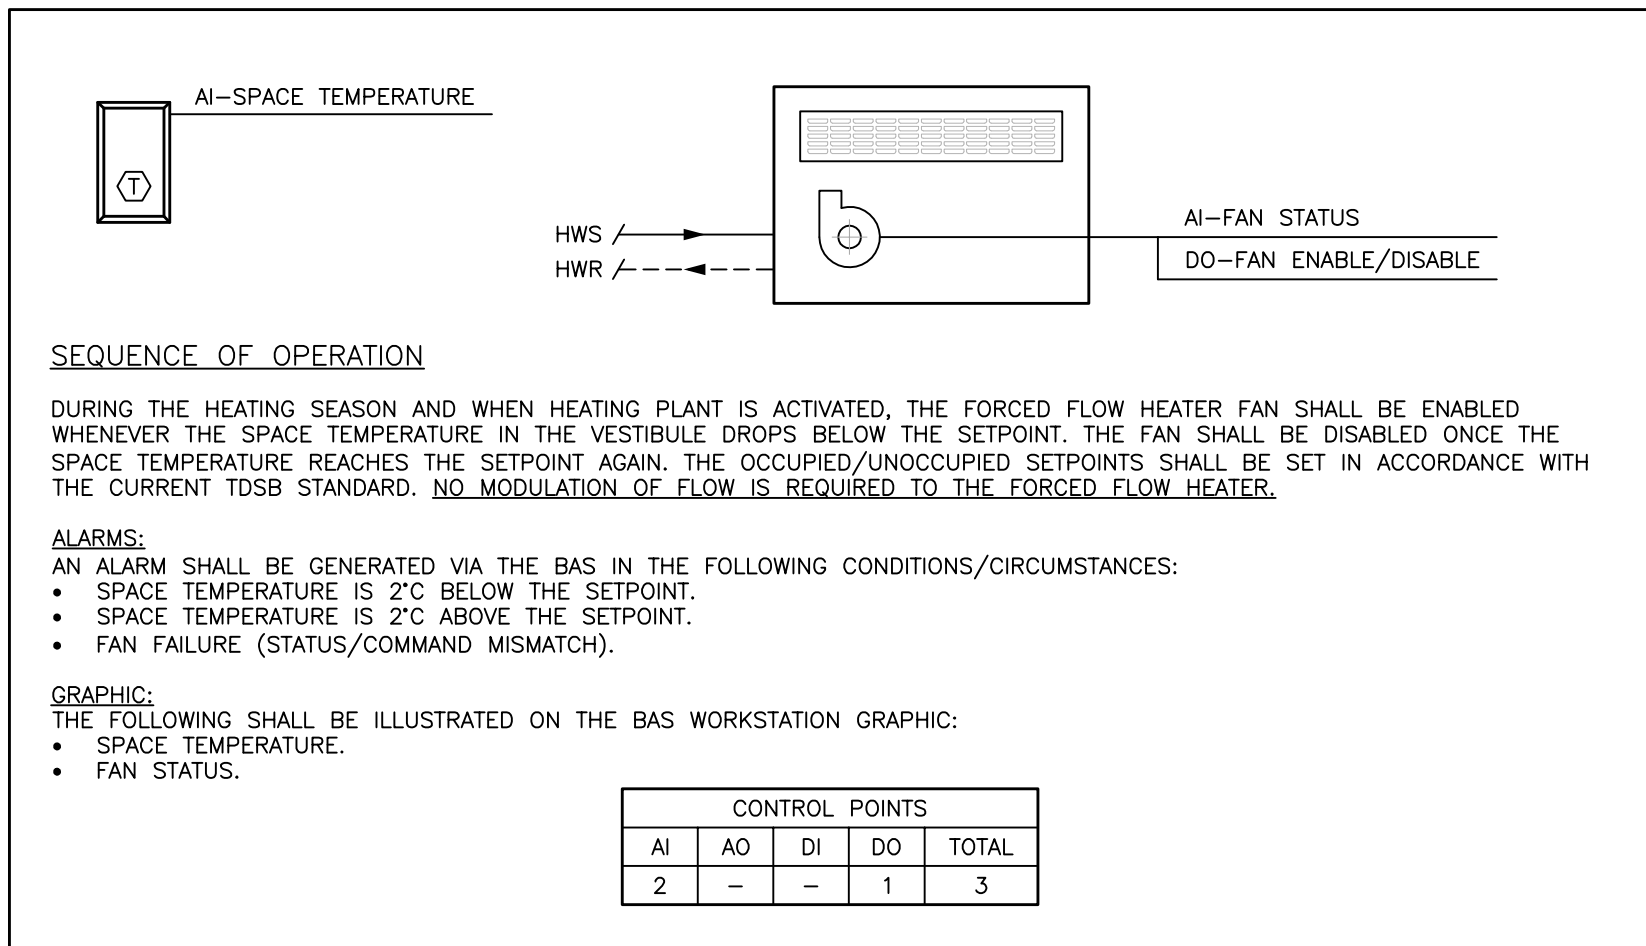 AI-SPACE TEMPERATURE
T
HWS
HWR
AI-FAN STATUS
DO-FAN ENABLE/DISABLE
SEQUENCE OF OPERATION
DURING THE HEATING SEASON AND WHEN HEATING PLANT IS ACTIVATED, THE FORCED FLOW HEATER FAN SHALL BE ENABLED
WHENEVER THE SPACE TEMPERATURE IN THE VESTIBULE DROPS BELOW THE SETPOINT. THE FAN SHALL BE DISABLED ONCE THE
SPACE TEMPERATURE REACHES THE SETPOINT AGAIN. THE OCCUPIED/UNOCCUPIED SETPOINTS SHALL BE SET IN ACCORDANCE WITH
THE CURRENT TDSB STANDARD. NO MODULATION OF FLOW IS REQUIRED TO THE FORCED FLOW HEATER.
ALARMS:
AN ALARM SHALL BE GENERATED VIA THE BAS IN THE FOLLOWING CONDITIONS/CIRCUMSTANCES:
• SPACE TEMPERATURE IS 2°C BELOW THE SETPOINT.
• SPACE TEMPERATURE IS 2°C ABOVE THE SETPOINT.
• FAN FAILURE (STATUS/COMMAND MISMATCH).
GRAPHIC:
THE FOLLOWING SHALL BE ILLUSTRATED ON THE BAS WORKSTATION GRAPHIC:
• SPACE TEMPERATURE.
• FAN STATUS.
CONTROL POINTS
AI AO DI DO TOTAL
2 - - 1 3